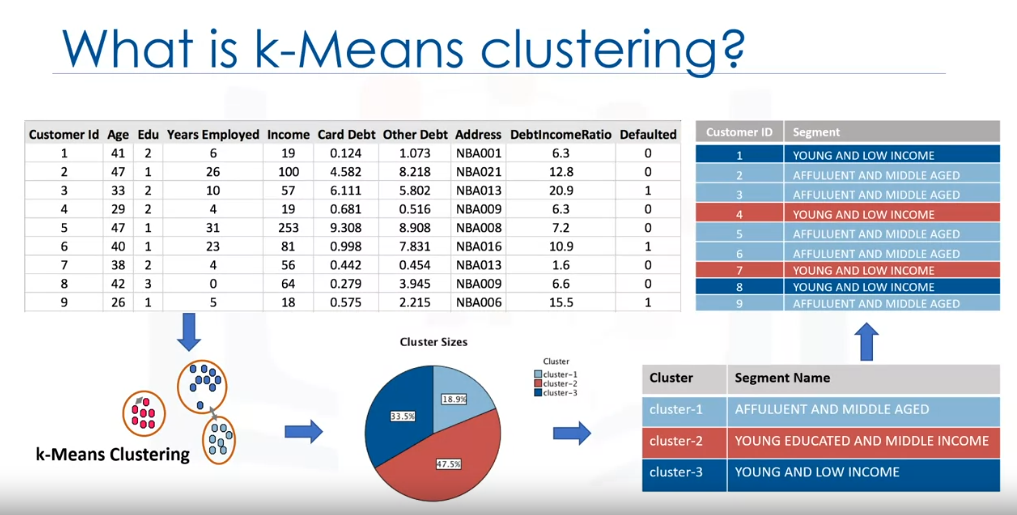 What is k-Means clustering?
Customer Id Age Edu Years Employed Income Card Debt Other Debt Address DebtIncomeRatio Defaulted
1 41 2 6 19 0.124 1.073 NBA001 6.3 0
2 47 1 26 100 4.582 8.218 NBA021 12.8 0
3 33 2 10 57 6.111 5.802 NBA013 20.9 1
4 29 2 4 19 0.681 0.516 NBA009 6.3 0
5 47 1 31 253 9.308 8.908 NBA008 7.2 0
6 40 1 23 81 0.998 7.831 NBA016 10.9 1
7 38 2 4 56 0.442 0.454 NBA013 1.6 0
8 42 3 0 64 0.279 3.945 NBA009 6.6 0
9 26 1 5 18 0.575 2.215 NBA006 15.5 1
Customer ID Segment
1 YOUNG AND LOW INCOME
2 AFFULUENT AND MIDDLE AGED
3 AFFULUENT AND MIDDLE AGED
4 YOUNG AND LOW INCOME
5 AFFULUENT AND MIDDLE AGED
6 AFFULUENT AND MIDDLE AGED
7 YOUNG AND LOW INCOME
8 YOUNG AND LOW INCOME
9 AFFULUENT AND MIDDLE AGED
k-Means Clustering
Cluster Sizes
18.9%
33.5%
47.5%
Cluster
cluster-1
cluster-2
cluster-3
Cluster Segment Name
cluster-1 AFFULUENT AND MIDDLE AGED
cluster-2 YOUNG EDUCATED AND MIDDLE INCOME
cluster-3 YOUNG AND LOW INCOME